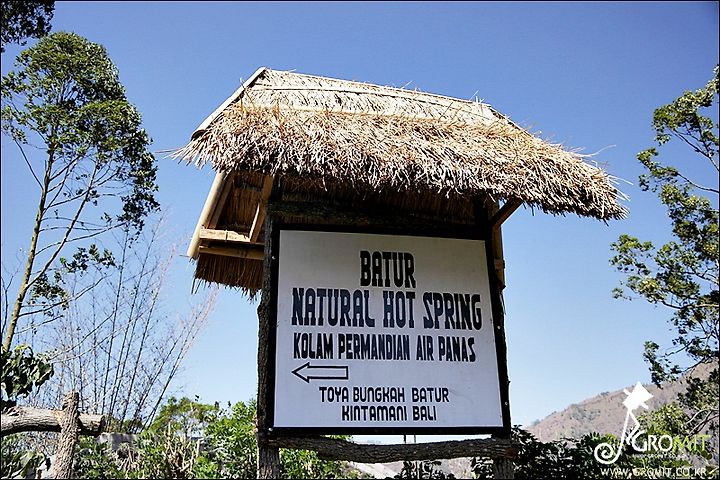 BATUR
NATURAL HOT SPRING
KOLAM PERMANDIAN AIR PANAS
TOYA BUNGKAH BATUR
KINTAMANI BALI
GROMIT
WWW.GROMIT.CO.KR